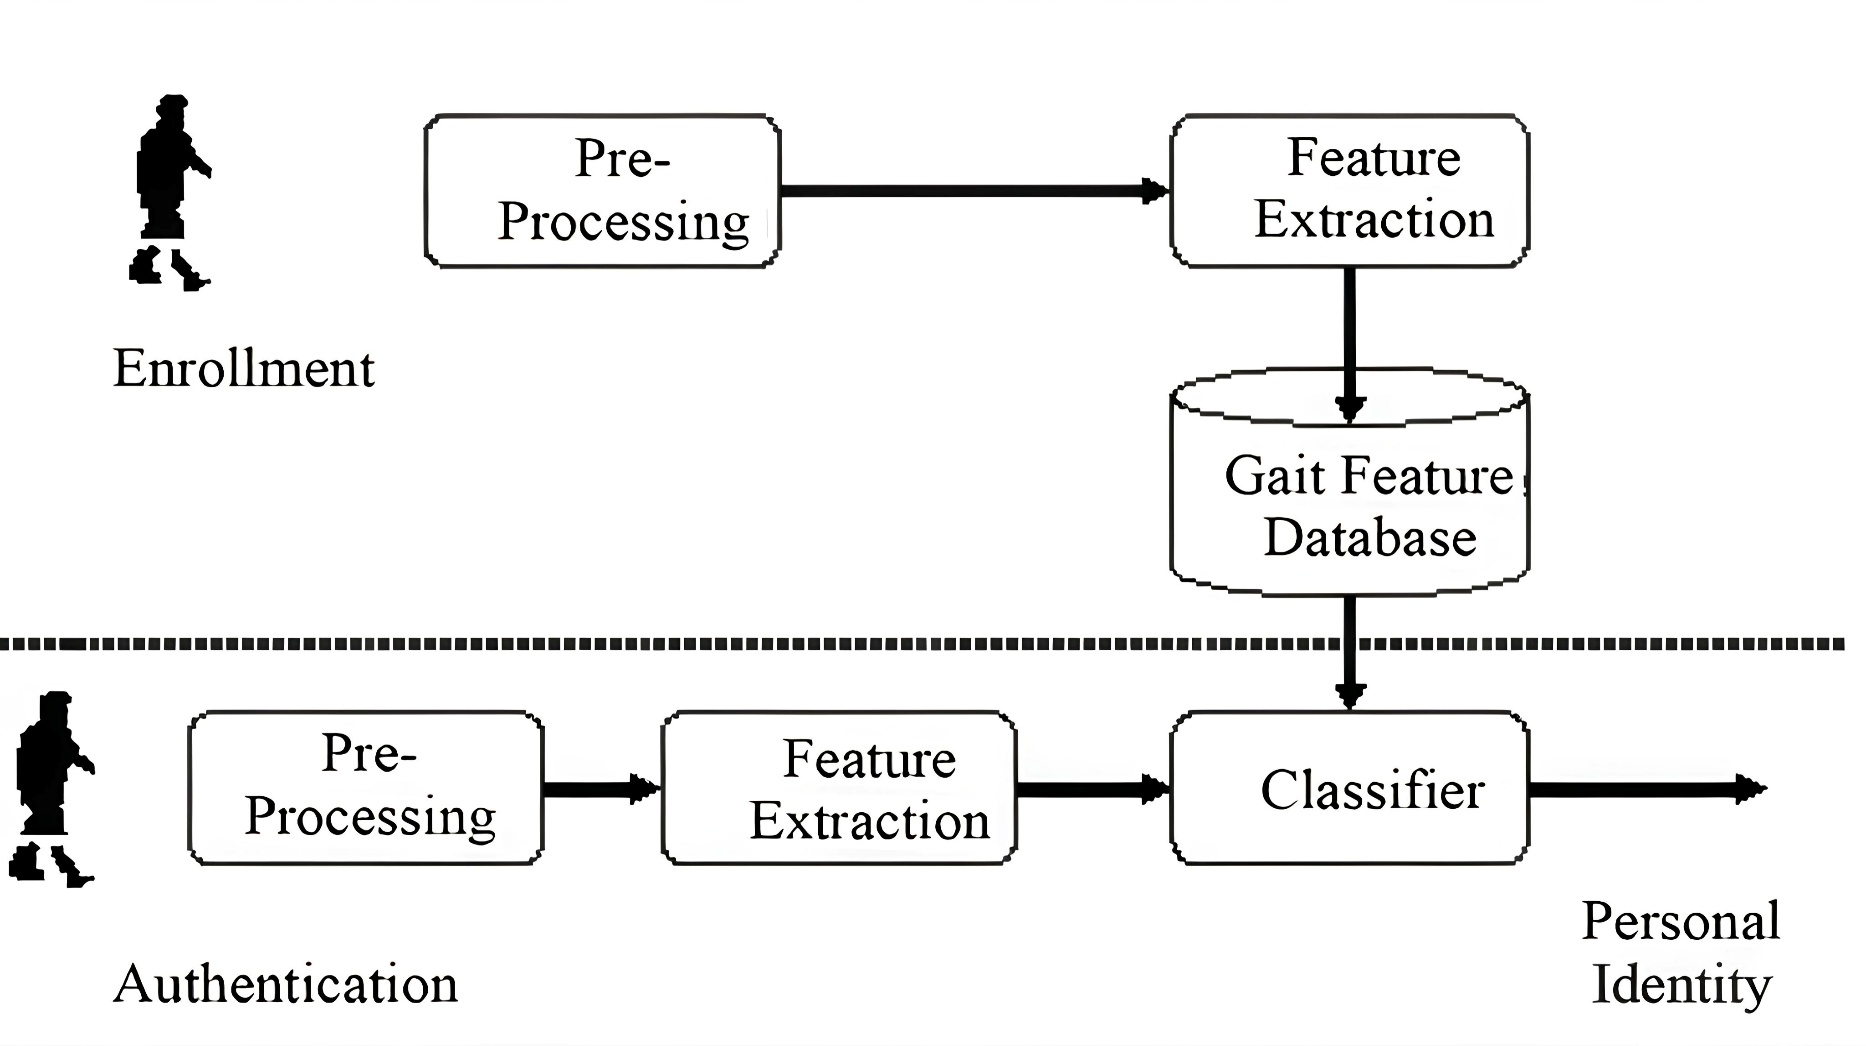 Pre-
Processing
Feature
Extraction
Enrollment
Gait Feature
Database
Pre-
Processing
Feature
Extraction
Classifier
Personal
Identity
Authentication